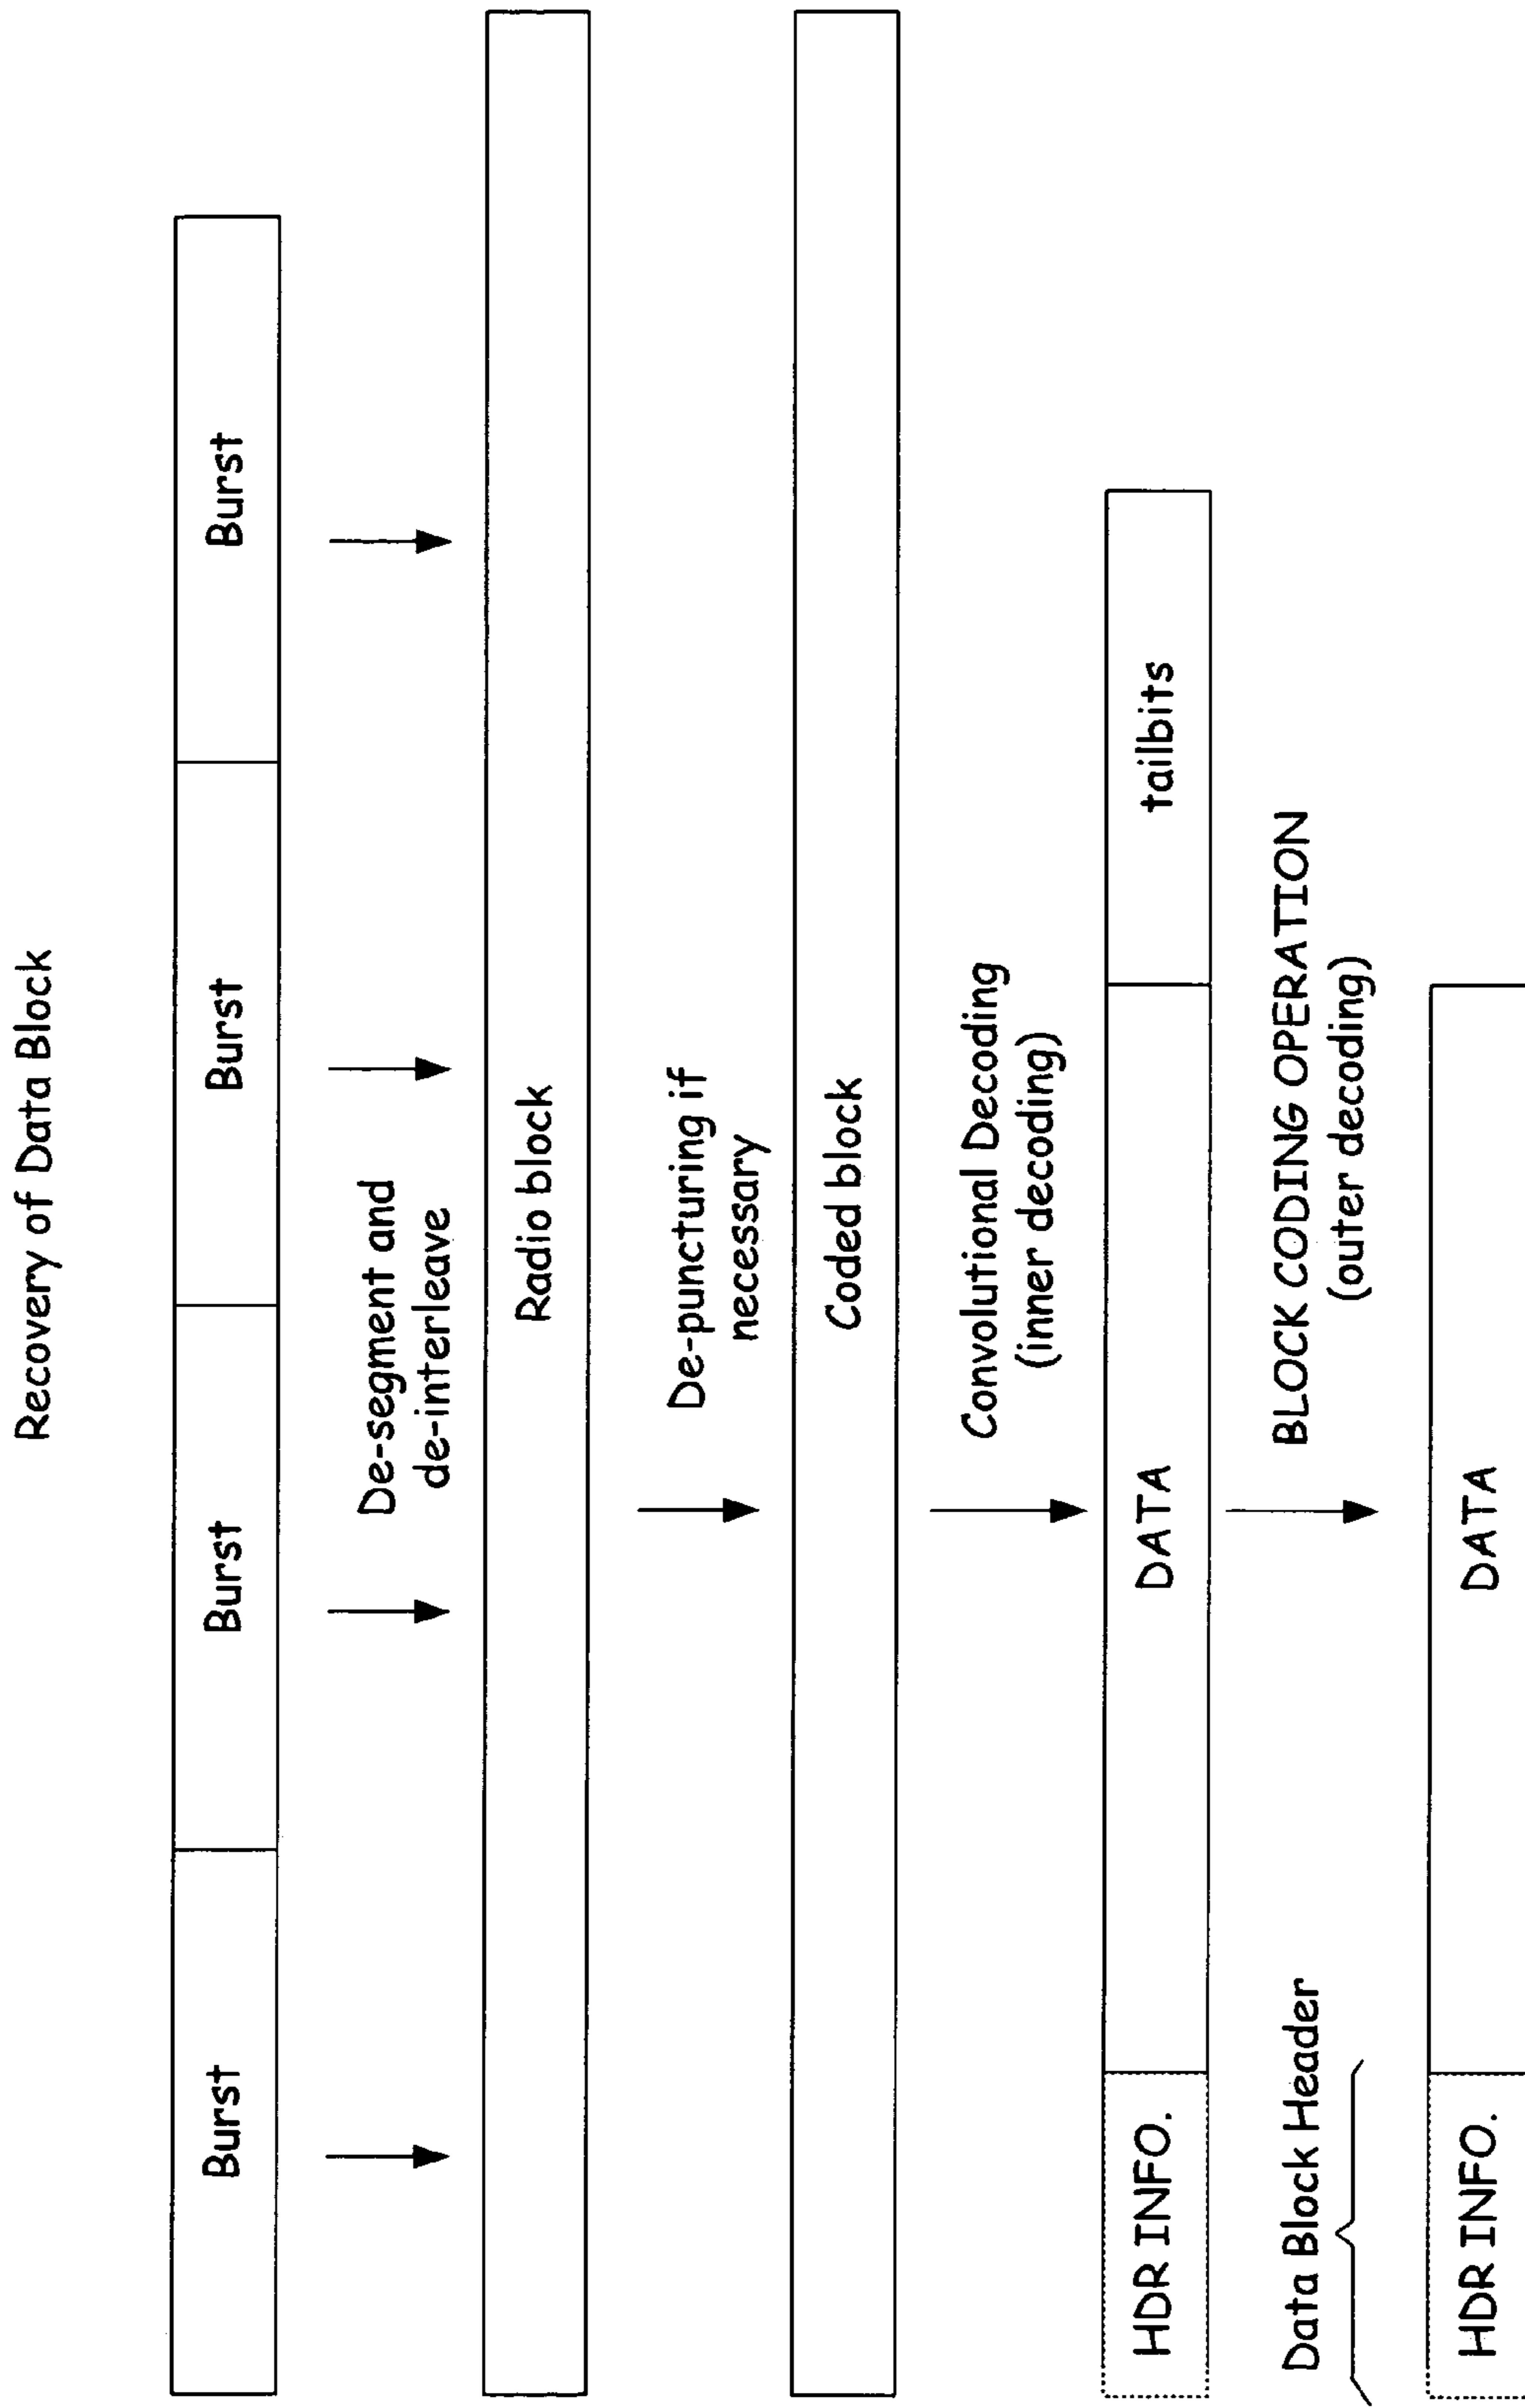 Recovery of Data Block
Burst
Burst
Burst
Burst
De-segment and
de-interleave
Radio block
De-puncturing if
necessary
Coded block
Convolutional Decoding
(inner decoding)
HDR INFO.
DATA
tailbits
BLOCK CODING OPERATION
(outer decoding)
Data Block Header
HDR INFO.
DATA